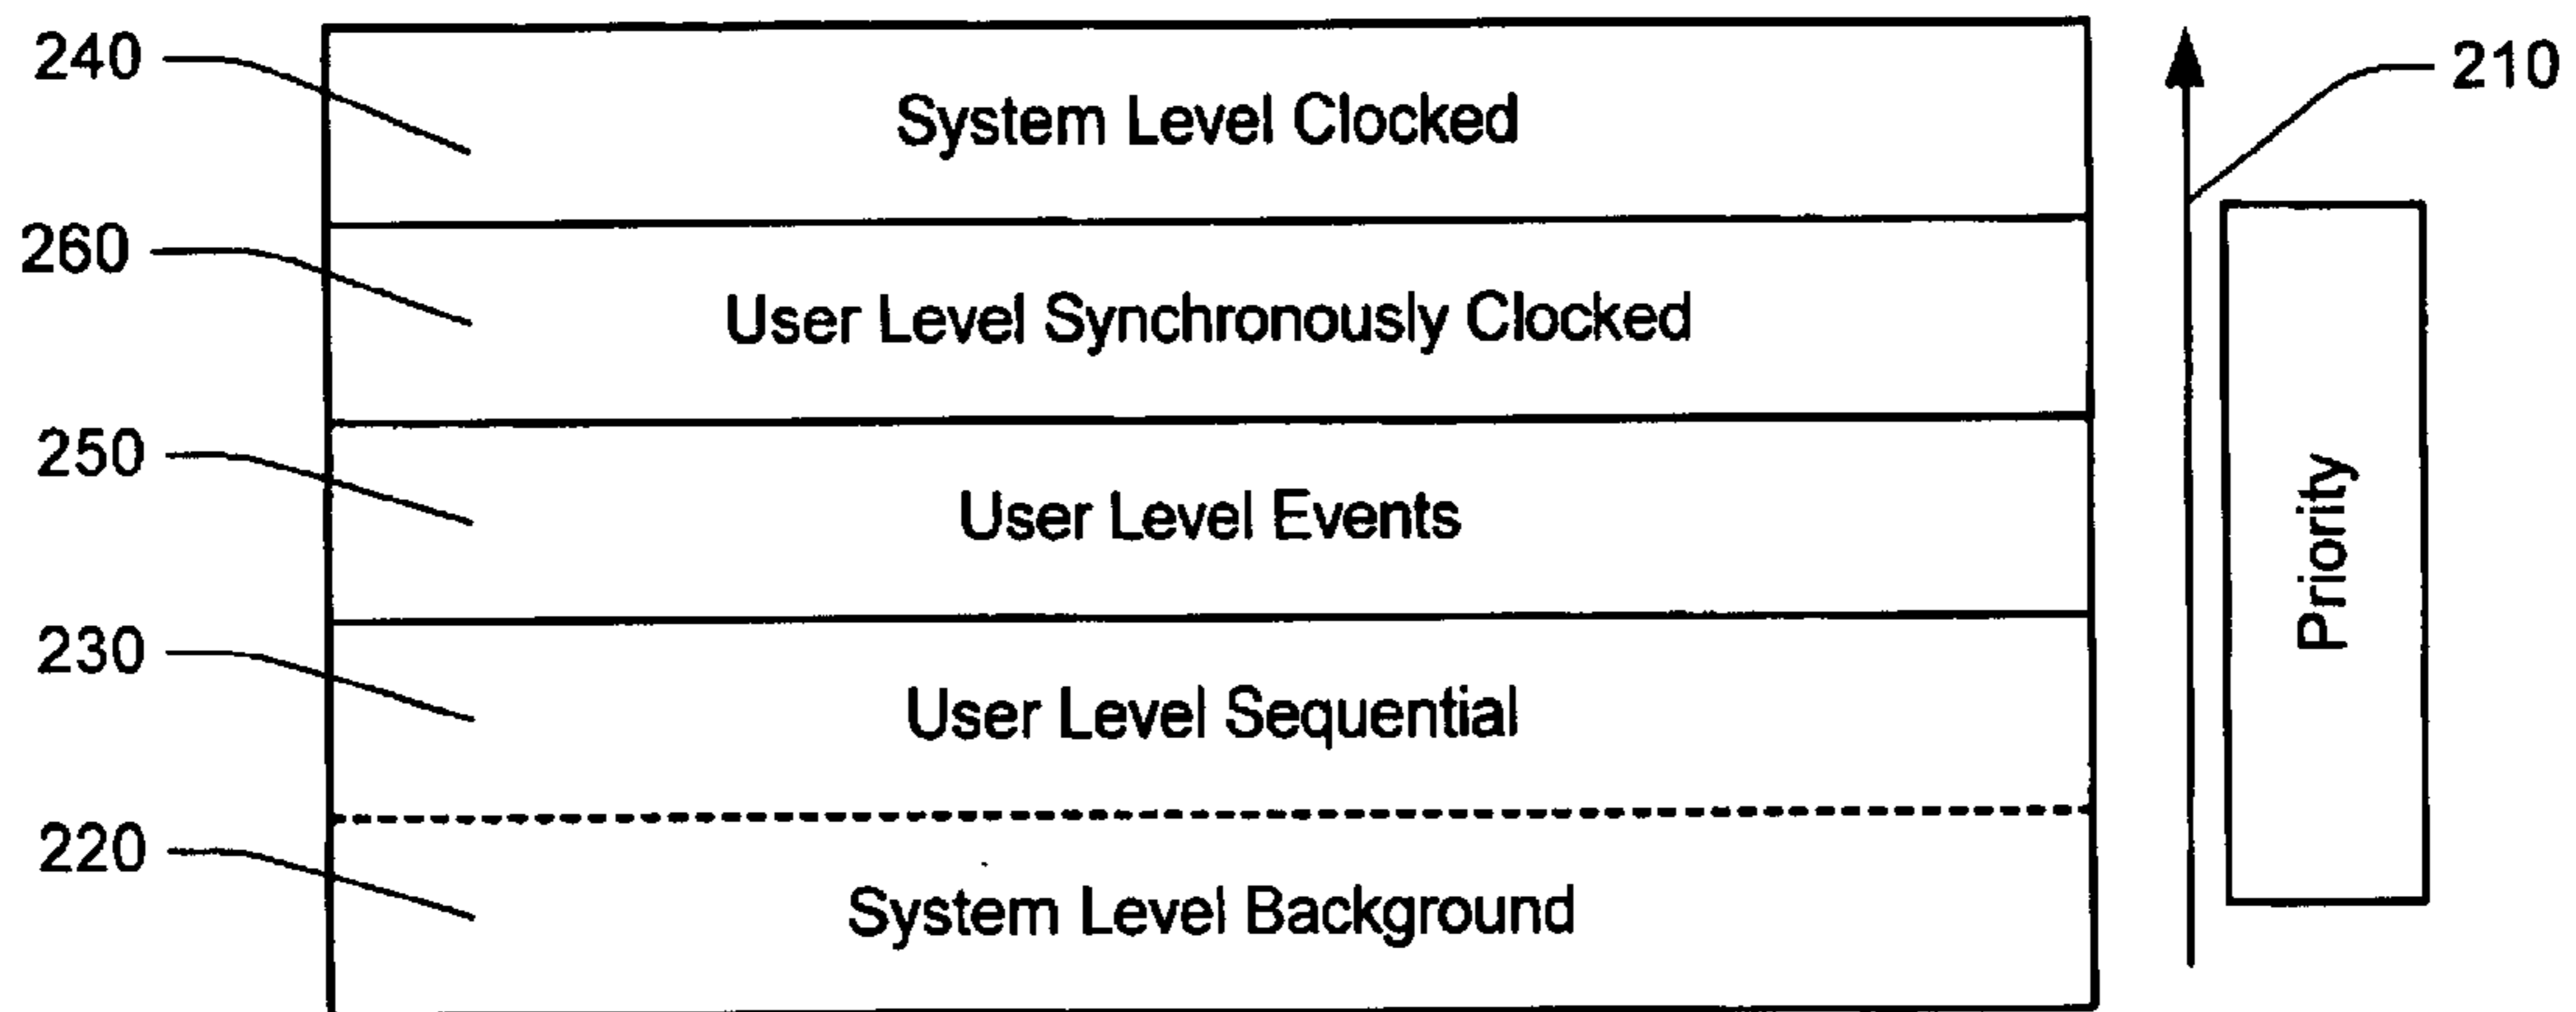 240
System Level Clocked
210
260
User Level Synchronously Clocked
250
User Level Events
Priority
230
User Level Sequential
220
System Level Background